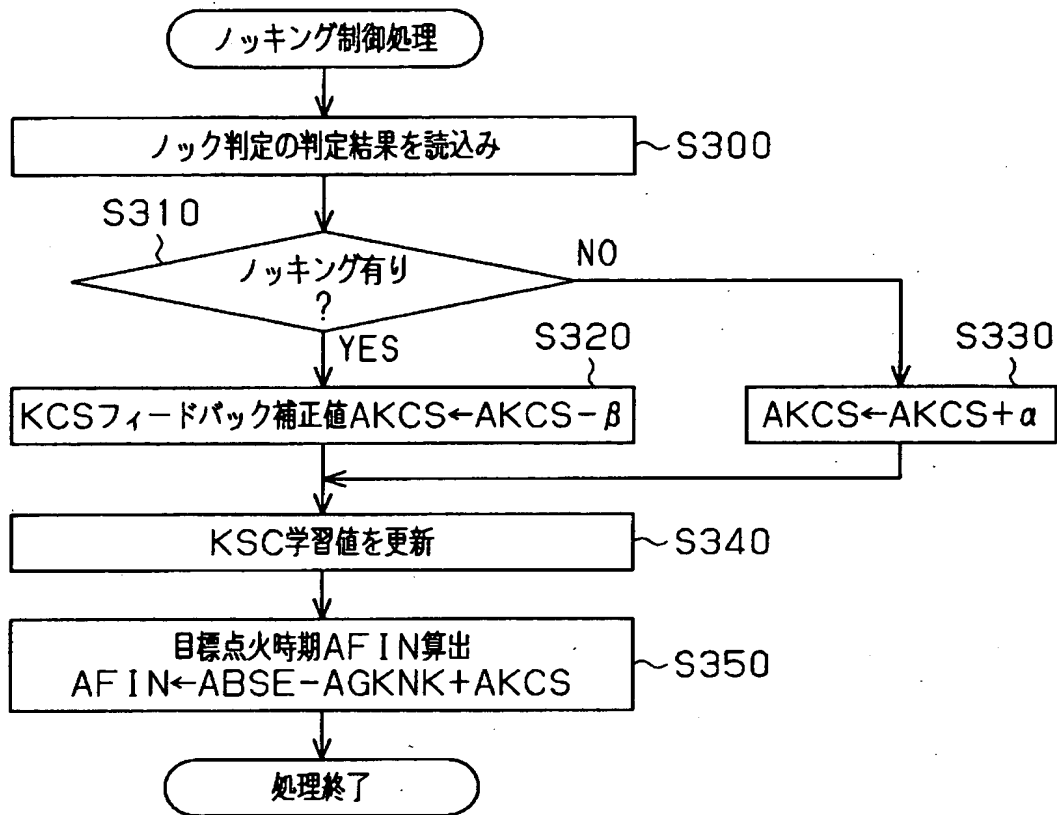 ノッキング制御処理
ノック判定の判定結果を読込み
S300
S310
ノッキング有り
?
NO
YES
S320
S330
KCSフィードバック補正値AKCS←AKCS−β
AKCS←AKCS+α
KSC学習値を更新
S340
目標点火時期AFIN算出
AFIN←ABSE−AGKNK+AKCS
S350
処理終了